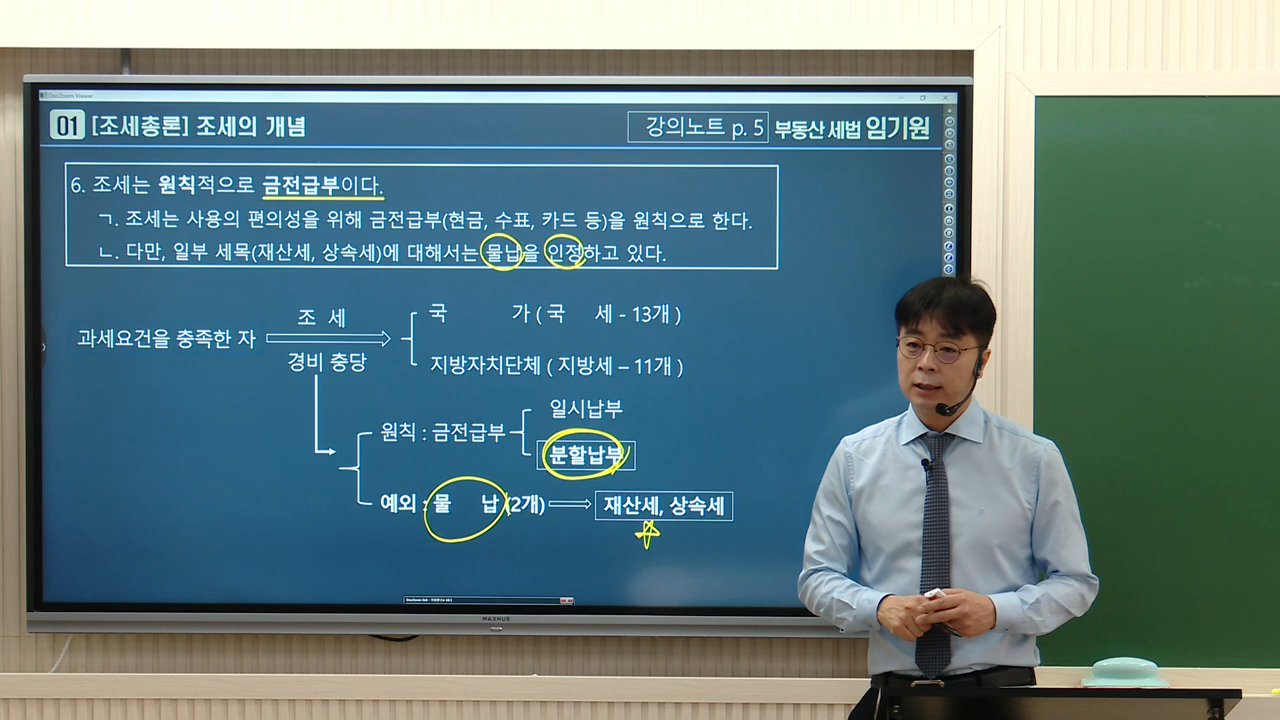 DocZoom Viewer
01 [조세총론] 조세의 개념
강의노트 p. 5 부동산 세법 임기원
6. 조세는 원칙적으로 금전급부이다.
ㄱ. 조세는 사용의 편의성을 위해 금전급부(현금, 수표, 카드 등)을 원칙으로 한다.
ㄴ. 다만, 일부 세목(재산세, 상속세)에 대해서는 물납을 인정하고 있다.
과세요건을 충족한 자
조 세
경비 충당
국 가 ( 국 세 - 13개 )
지방자치단체 ( 지방세 – 11개 )
원칙 : 금전급부
일시납부
분할납부
예외 : 물 납 (2개)
재산세, 상속세
MAXHUB